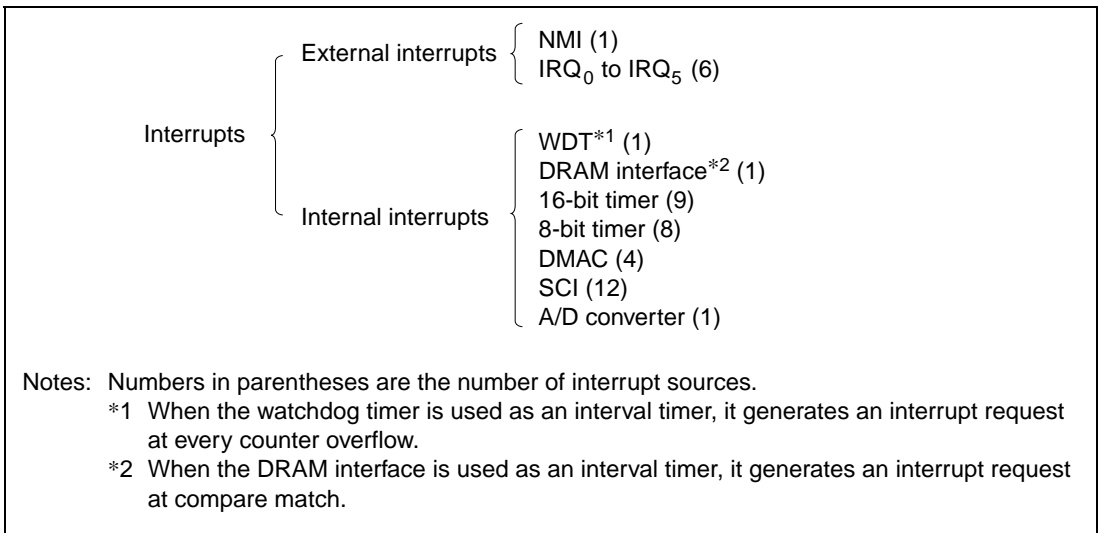 External interrupts
NMI (1)
IRQ0 to IRQ5 (6)
Interrupts
Internal interrupts
WDT*1 (1)
DRAM interface*2 (1)
16-bit timer (9)
8-bit timer (8)
DMAC (4)
SCI (12)
A/D converter (1)
Notes: Numbers in parentheses are the number of interrupt sources.
*1 When the watchdog timer is used as an interval timer, it generates an interrupt request
at every counter overflow.
*2 When the DRAM interface is used as an interval timer, it generates an interrupt request
at compare match.